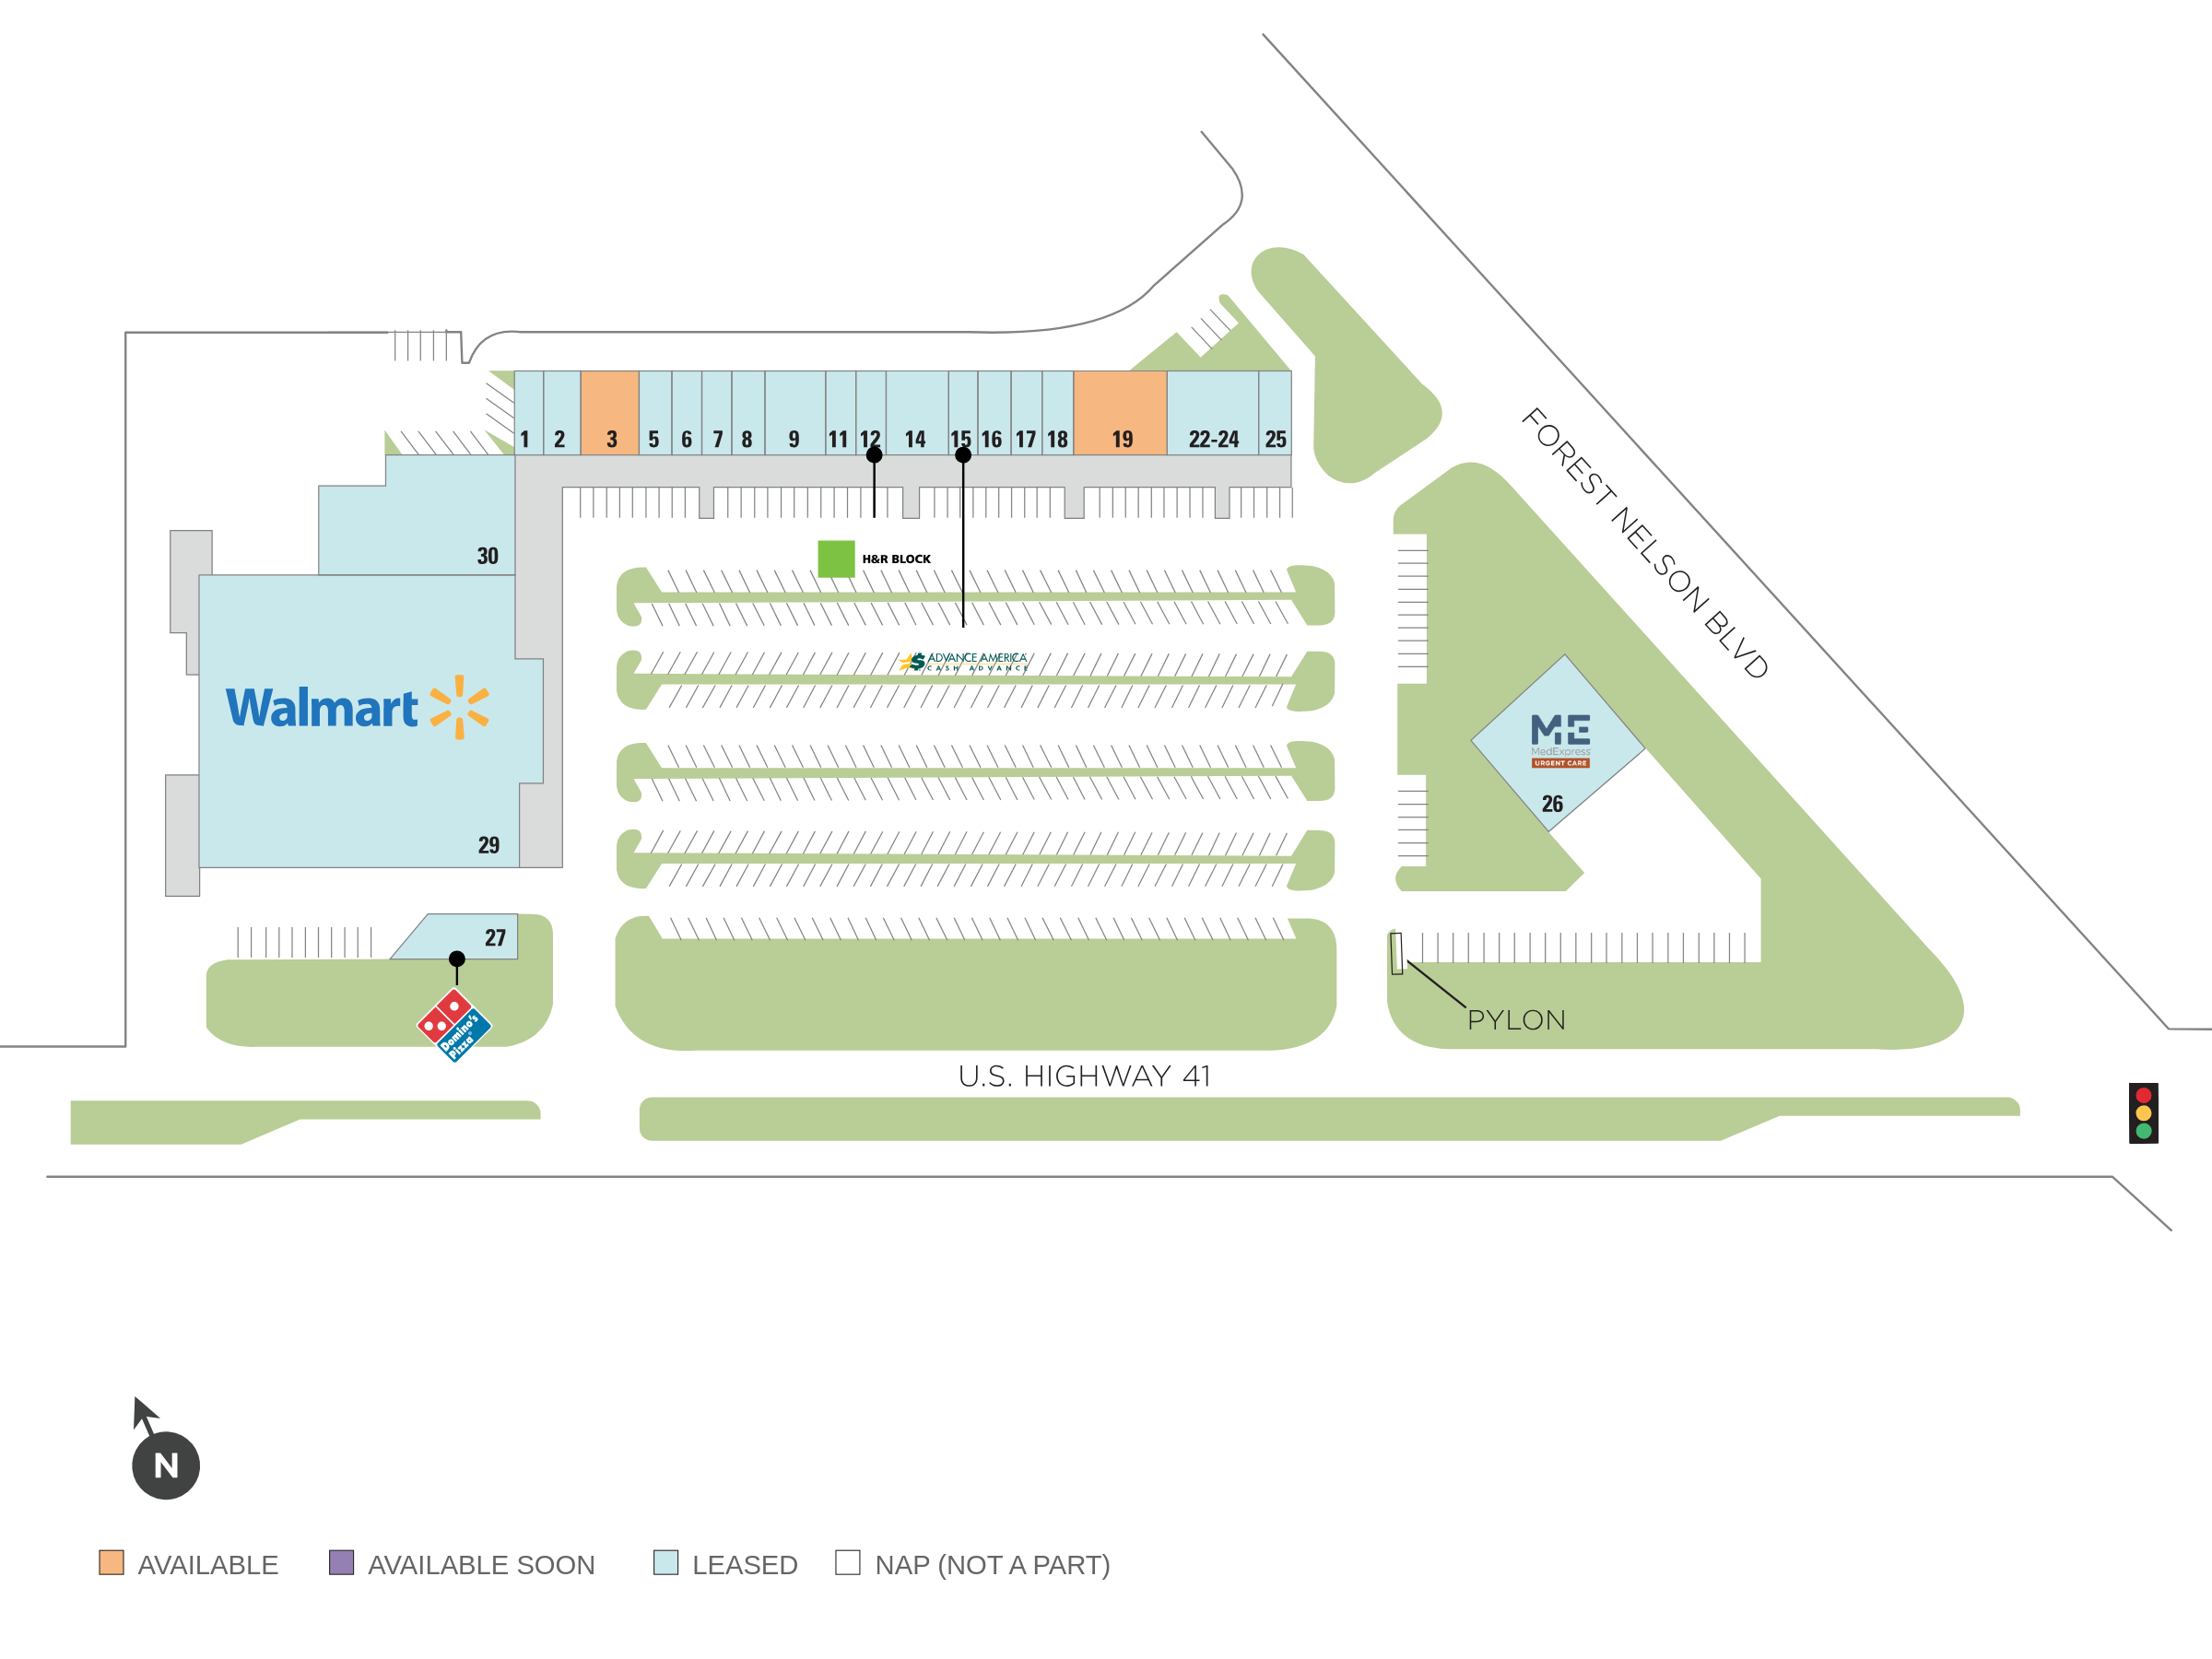 FOREST NELSON BLVD
1 2 3 5 6 7 8 9 11 12 14 15 16 17 18 19 22-24 25
30
H&R BLOCK
$ ADVANCE AMERICA
CASH ADVANCE
Walmart
ME
MedExpress
URGENT CARE
26
29
27
Domino's
Pizza
PYLON
U.S. HIGHWAY 41
N
AVAILABLE
AVAILABLE SOON
LEASED
NAP (NOT A PART)